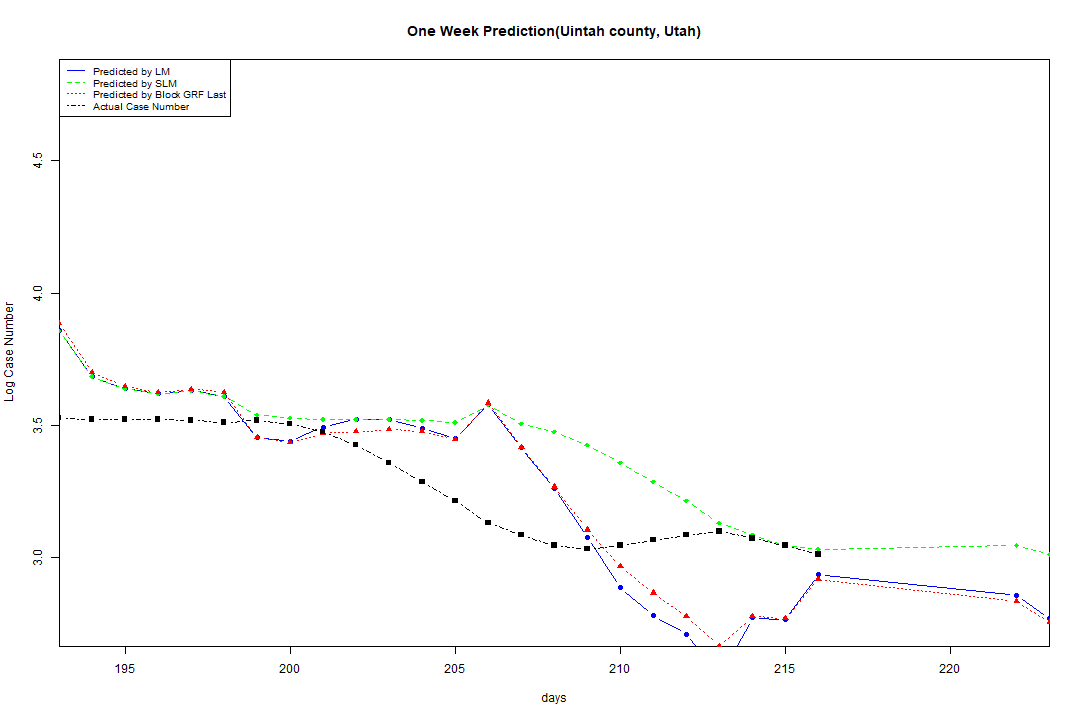 One Week Prediction(Uintah county, Utah)
Predicted by LM
Predicted by SLM
Predicted by Block GRF Last
Actual Case Number
4.5
4.0
3.5
3.0
Log Case Number
195 200 205 210 215 220
days